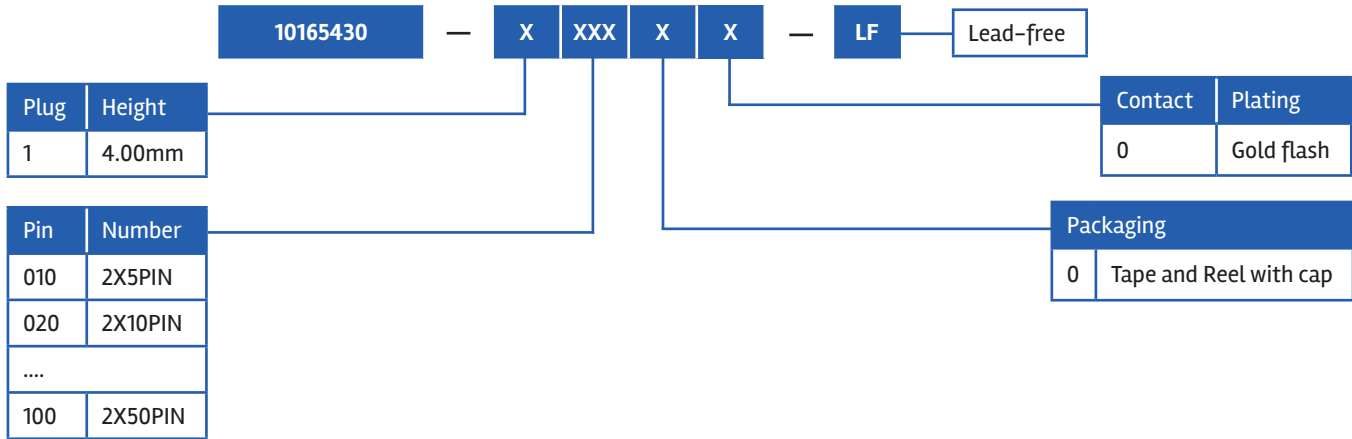 10165430 — X XXX X X — LF Lead-free
Plug Height
1 4.00mm
Contact Plating
0 Gold flash
Pin Number
010 2X5PIN
020 2X10PIN
....
100 2X50PIN
Packaging
0 Tape and Reel with cap